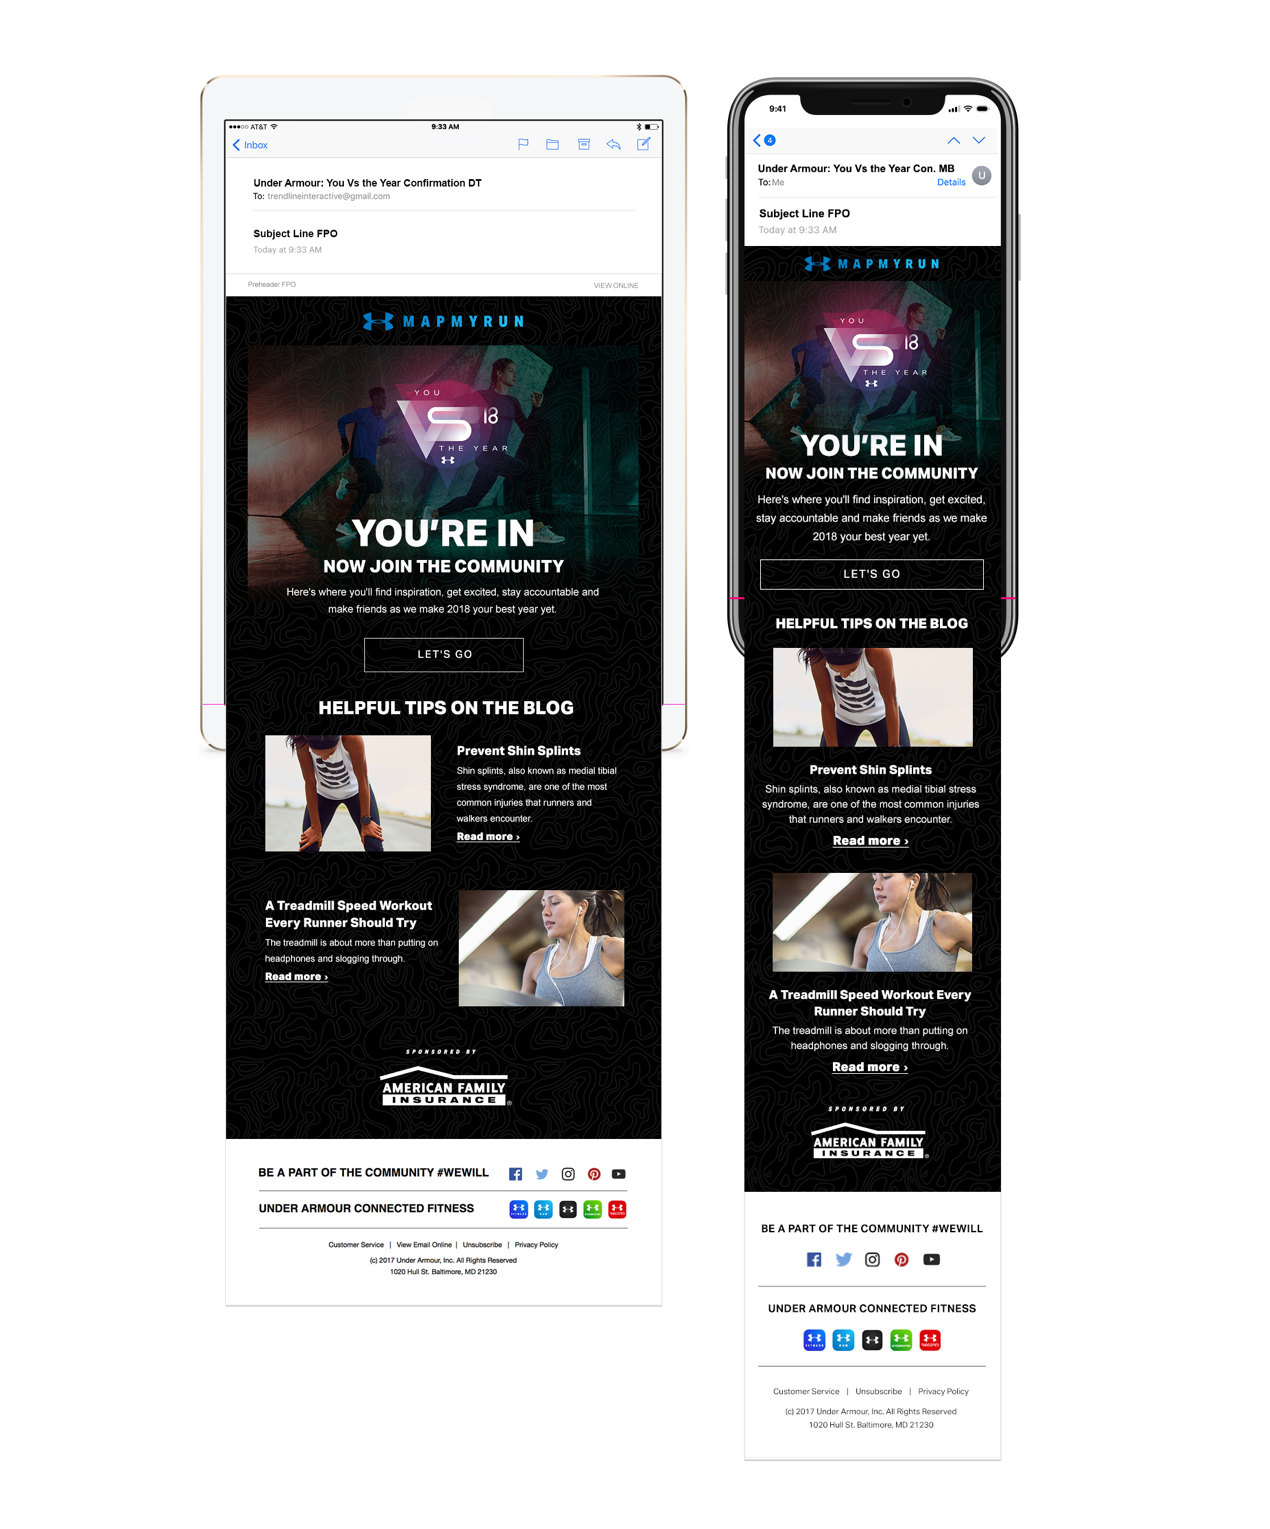 ●●●○○ AT&T 9:33 AM
Inbox
Under Armour: You Vs the Year Confirmation DT
To: trendlineinteractive@gmail.com
Subject Line FPO
Today at 9:33 AM
Preheader FPO VIEW ONLINE
MAPMYRUN
YOU
VS 18
THE YEAR
YOU'RE IN
NOW JOIN THE COMMUNITY
Here's where you'll find inspiration, get excited, stay accountable and
make friends as we make 2018 your best year yet.
LET'S GO
HELPFUL TIPS ON THE BLOG
Prevent Shin Splints
Shin splints, also known as medial tibial
stress syndrome, are one of the most
common injuries that runners and
walkers encounter.
Read more ›
A Treadmill Speed Workout
Every Runner Should Try
The treadmill is about more than putting on
headphones and slogging through.
Read more ›
SPONSORED BY
AMERICAN FAMILY
INSURANCE®
BE A PART OF THE COMMUNITY #WEWILL
UNDER ARMOUR CONNECTED FITNESS
Customer Service | View Email Online | Unsubscribe | Privacy Policy
(c) 2017 Under Armour, Inc. All Rights Reserved
1020 Hull St. Baltimore, MD 21230
9:41
4
Under Armour: You Vs the Year Con. MB
To: Me Details U
Subject Line FPO
Today at 9:33 AM
MAPMYRUN
YOU
VS 18
THE YEAR
YOU'RE IN
NOW JOIN THE COMMUNITY
Here's where you'll find inspiration, get excited,
stay accountable and make friends as we make
2018 your best year yet.
LET'S GO
HELPFUL TIPS ON THE BLOG
Prevent Shin Splints
Shin splints, also known as medial tibial stress
syndrome, are one of the most common injuries
that runners and walkers encounter.
Read more ›
A Treadmill Speed Workout Every
Runner Should Try
The treadmill is about more than putting on
headphones and slogging through.
Read more ›
SPONSORED BY
AMERICAN FAMILY
INSURANCE®
BE A PART OF THE COMMUNITY #WEWILL
UNDER ARMOUR CONNECTED FITNESS
Customer Service | Unsubscribe | Privacy Policy
(c) 2017 Under Armour, Inc. All Rights Reserved
1020 Hull St. Baltimore, MD 21230